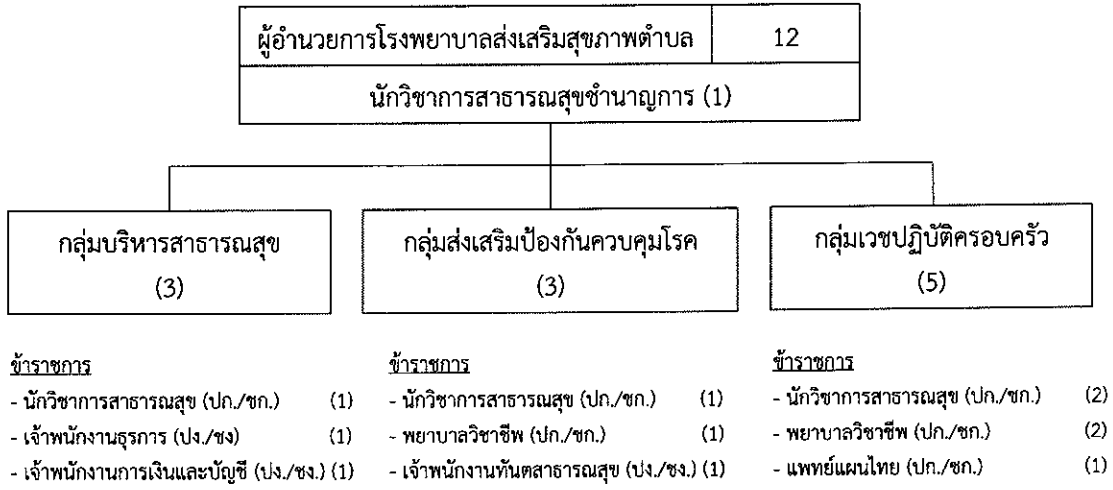 ผู้อำนวยการโรงพยาบาลส่งเสริมสุขภาพตำบล 12
นักวิชาการสาธารณสุขชำนาญการ (1)
กลุ่มบริหารสาธารณสุข
(3)
กลุ่มส่งเสริมป้องกันควบคุมโรค
(3)
กลุ่มเวชปฏิบัติครอบครัว
(5)
ข้าราชการ
- นักวิชาการสาธารณสุข (ปก./ชก.) (1)
- เจ้าพนักงานธุรการ (ปง./ชง) (1)
- เจ้าพนักงานการเงินและบัญชี (ปง./ชง.) (1)
ข้าราชการ
- นักวิชาการสาธารณสุข (ปก./ชก.) (1)
- พยาบาลวิชาชีพ (ปก./ชก.) (1)
- เจ้าพนักงานทันตสาธารณสุข (ปง./ชง.) (1)
ข้าราชการ
- นักวิชาการสาธารณสุข (ปก./ชก.) (2)
- พยาบาลวิชาชีพ (ปก./ชก.) (2)
- แพทย์แผนไทย (ปก./ชก.) (1)